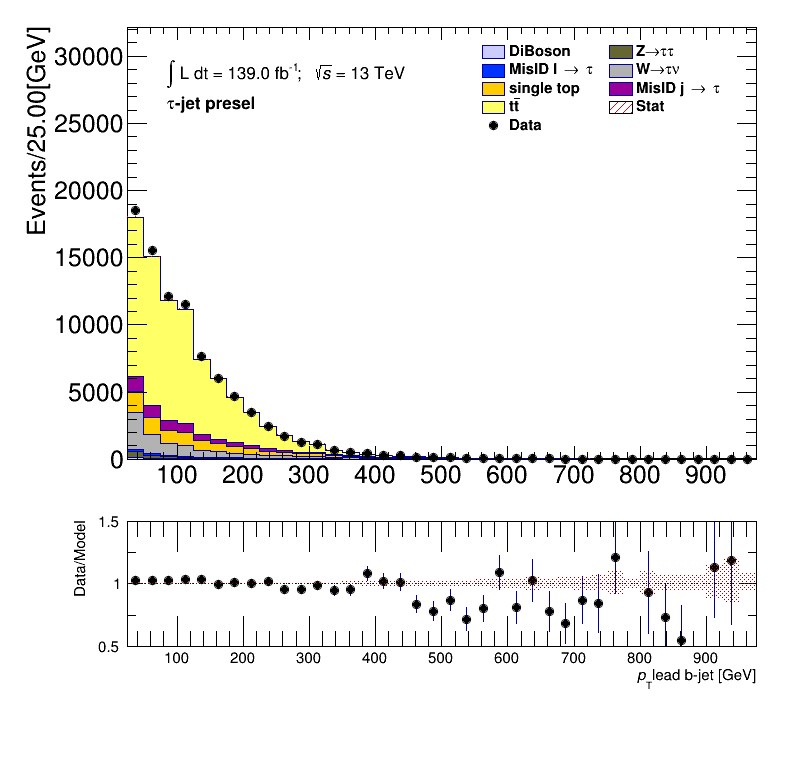 Events/25.00[GeV]
30000
25000
20000
15000
10000
5000
0
∫ L dt = 139.0 fb⁻¹; √s = 13 TeV
τ-jet presel
DiBoson
MisID l → τ
single top
tt̄
Data
Z→ττ
W→τν
MisID j → τ
Stat
100 200 300 400 500 600 700 800 900
Data/Model
1.5
1
0.5
100 200 300 400 500 600 700 800 900
p_T lead b-jet [GeV]